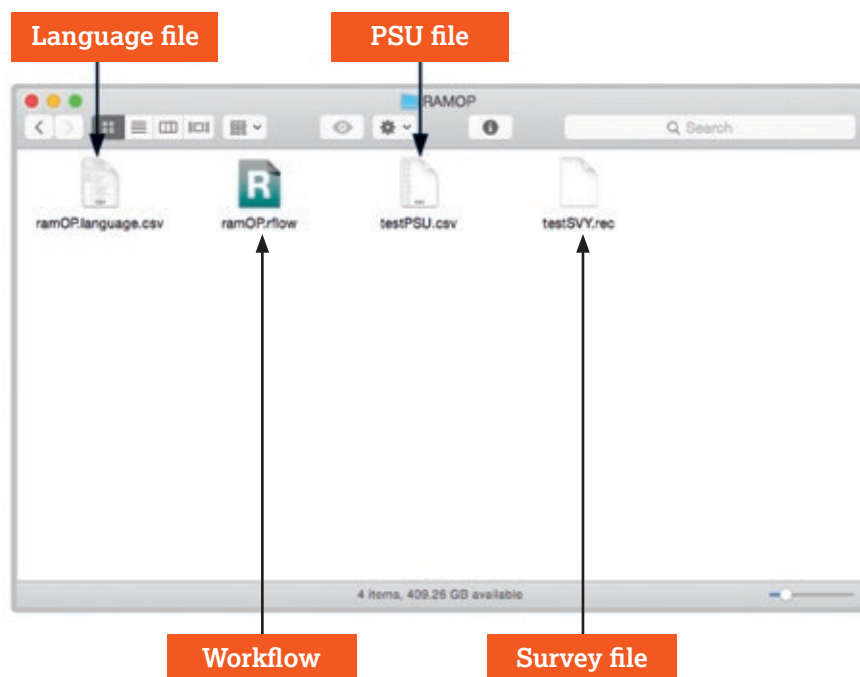 Language file
PSU file
RAMOP
Search
R
ramOP.language.csv
ramOP.rflow
testPSU.csv
testSVY.rec
4 items, 409.26 GB available
Workflow
Survey file